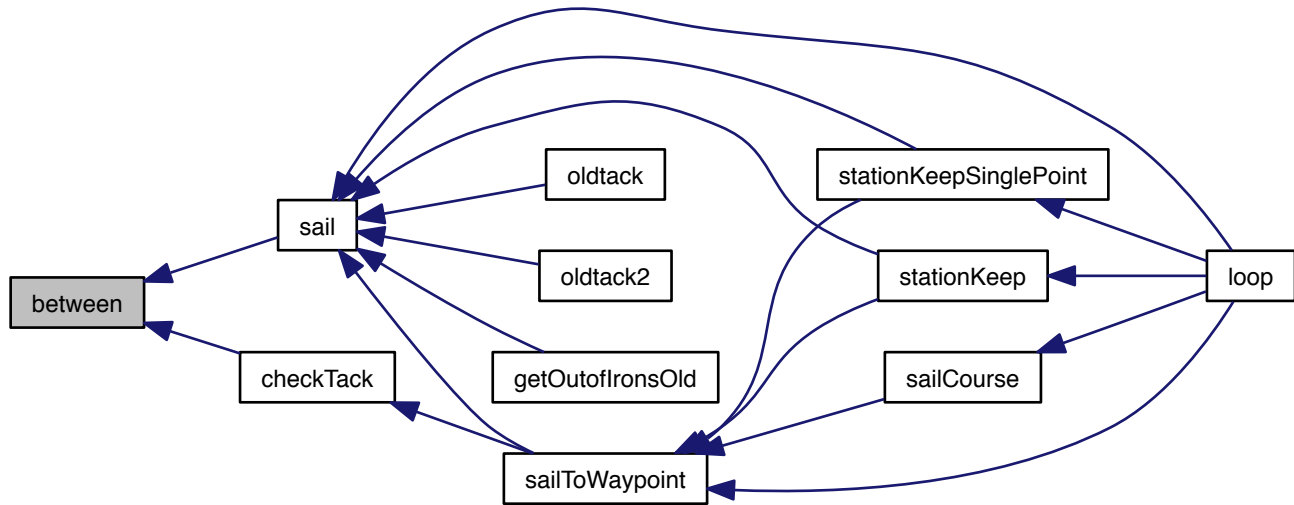 between
sail
checkTack
oldtack
oldtack2
getOutofIronsOld
sailToWaypoint
stationKeepSinglePoint
stationKeep
sailCourse
loop